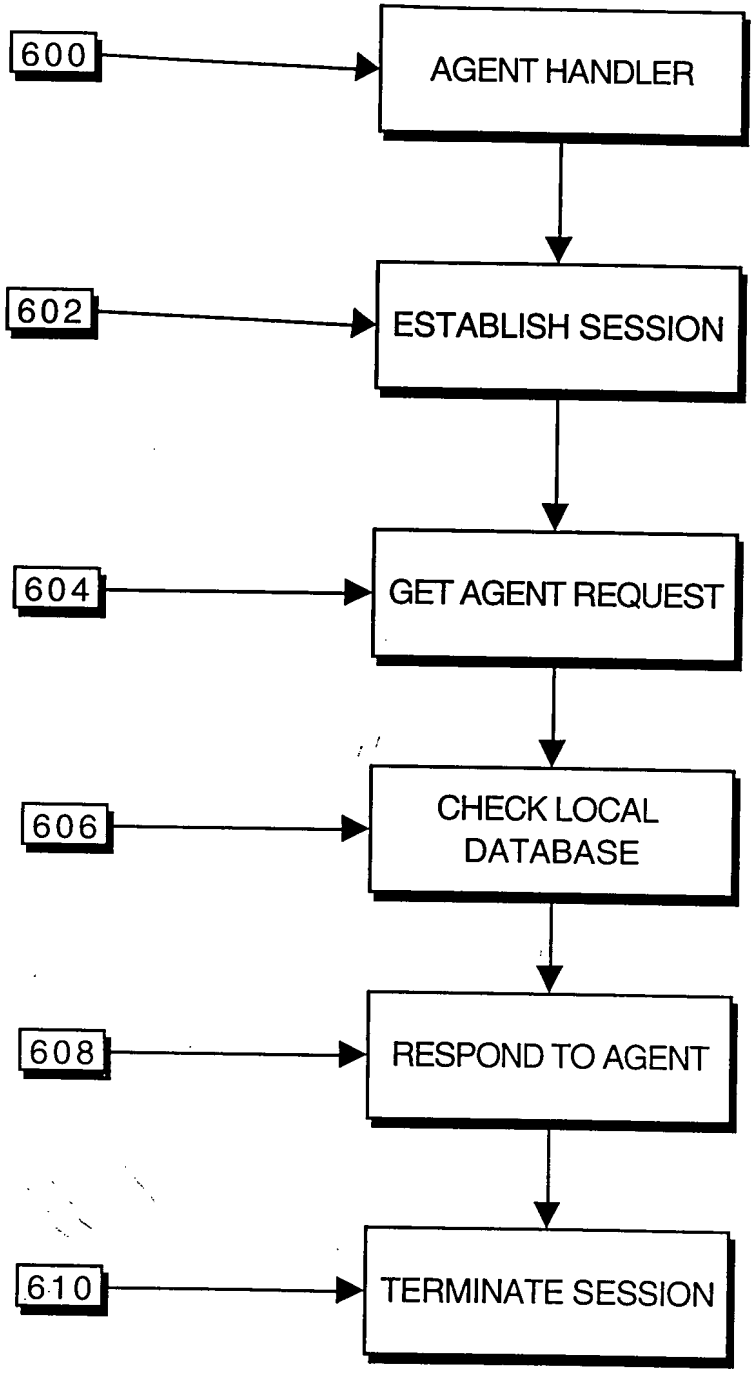 600
AGENT HANDLER
602
ESTABLISH SESSION
604
GET AGENT REQUEST
606
CHECK LOCAL
DATABASE
608
RESPOND TO AGENT
610
TERMINATE SESSION